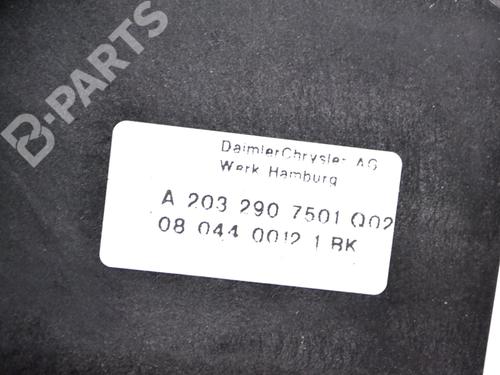 B-PARTS
DaimlerChrysler AG
Werk Hamburg
A 203 290 7501 Q02
08 044 0012 1 BK